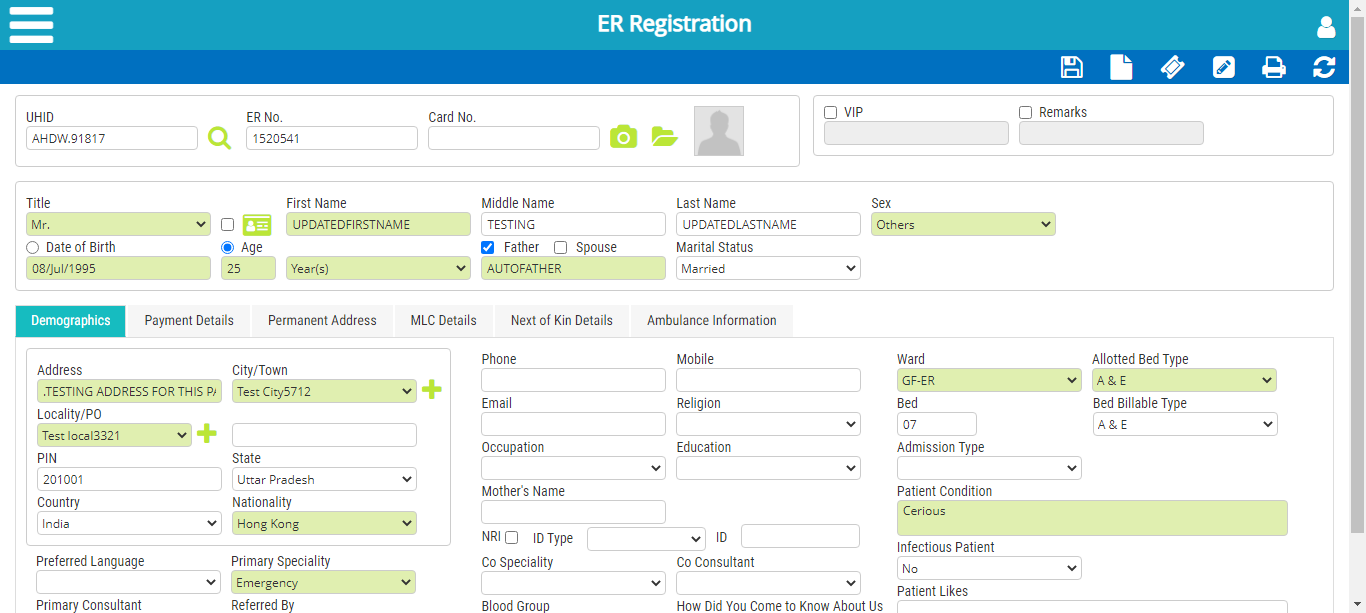 ER Registration
UHID ER No. Card No. VIP Remarks
AHDW.91817 1520541
Title First Name Middle Name Last Name Sex
Mr. UPDATEDFIRSTNAME TESTING UPDATEDLASTNAME Others
Date of Birth Age Father Spouse Marital Status
08/Jul/1995 25 Year(s) AUTOFATHER Married
Demographics Payment Details Permanent Address MLC Details Next of Kin Details Ambulance Information
Address City/Town
.TESTING ADDRESS FOR THIS PA Test City5712
Locality/PO
Test local3321
PIN State
201001 Uttar Pradesh
Country Nationality
India Hong Kong
Preferred Language Primary Speciality
Emergency
Primary Consultant Referred By
Phone Mobile
Email Religion
Occupation Education
Mother's Name
NRI ID Type ID
Co Speciality Co Consultant
Blood Group How Did You Come to Know About Us
Ward Allotted Bed Type
GF-ER A & E
Bed Bed Billable Type
07 A & E
Admission Type
Patient Condition
Cerious
Infectious Patient
No
Patient Likes